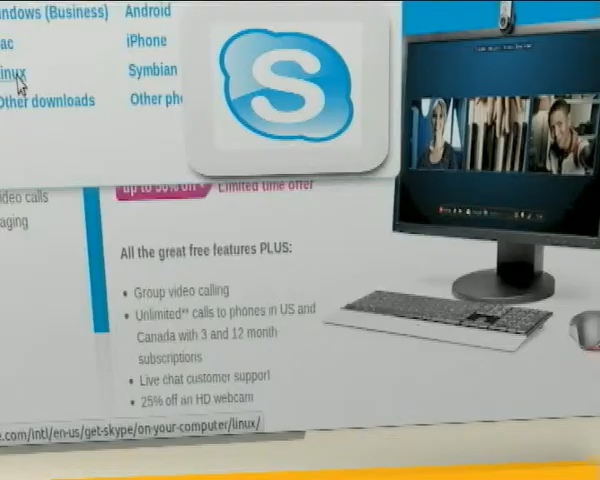 ndows (Business)
Android
ac
iPhone
inux
Symbian
Other downloads
Other pho
S
up to 50% off
Limited time offer
ideo calls
aging
All the great free features PLUS:
• Group video calling
• Unlimited** calls to phones in US and
Canada with 3 and 12 month
subscriptions
• Live chat customer support
• 25% off an HD webcam
e.com/intl/en-us/get-skype/on-your-computer/linux/